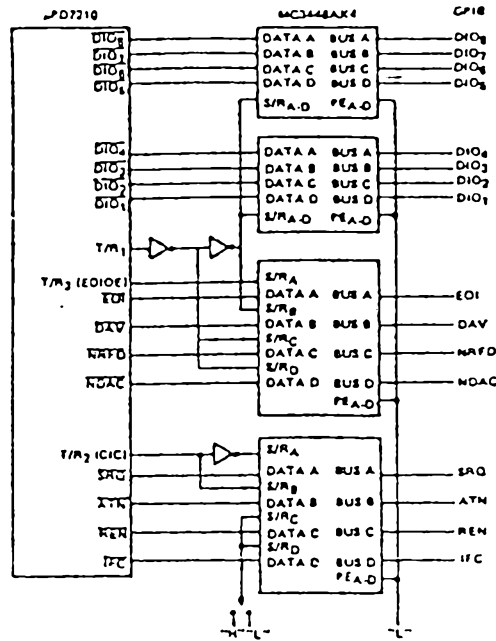 µPD7210 MC3448AX4 GPIB
DIO8 DATA A BUS A DIO8
DIO7 DATA B BUS B DIO7
DIO6 DATA C BUS C DIO6
DIO5 DATA D BUS D DIO5
S/RA-D PEA-D
DIO4 DATA A BUS A DIO4
DIO3 DATA B BUS B DIO3
DIO2 DATA C BUS C DIO2
DIO1 DATA D BUS D DIO1
T/R1 S/RA-D PEA-D
T/R3 (EOIOE) S/RA
EOI DATA A BUS A EOI
S/RB
DAV DATA B BUS B DAV
S/RC
NRFD DATA C BUS C NRFD
S/RD
NDAC DATA D BUS D NDAC
PEA-D
T/R2 (CIC) S/RA
SRQ DATA A BUS A SRQ
S/RB
ATN DATA B BUS B ATN
S/RC
REN DATA C BUS C REN
S/RD
IFC DATA D BUS D IFC
PEA-D
"H" "L" "L"